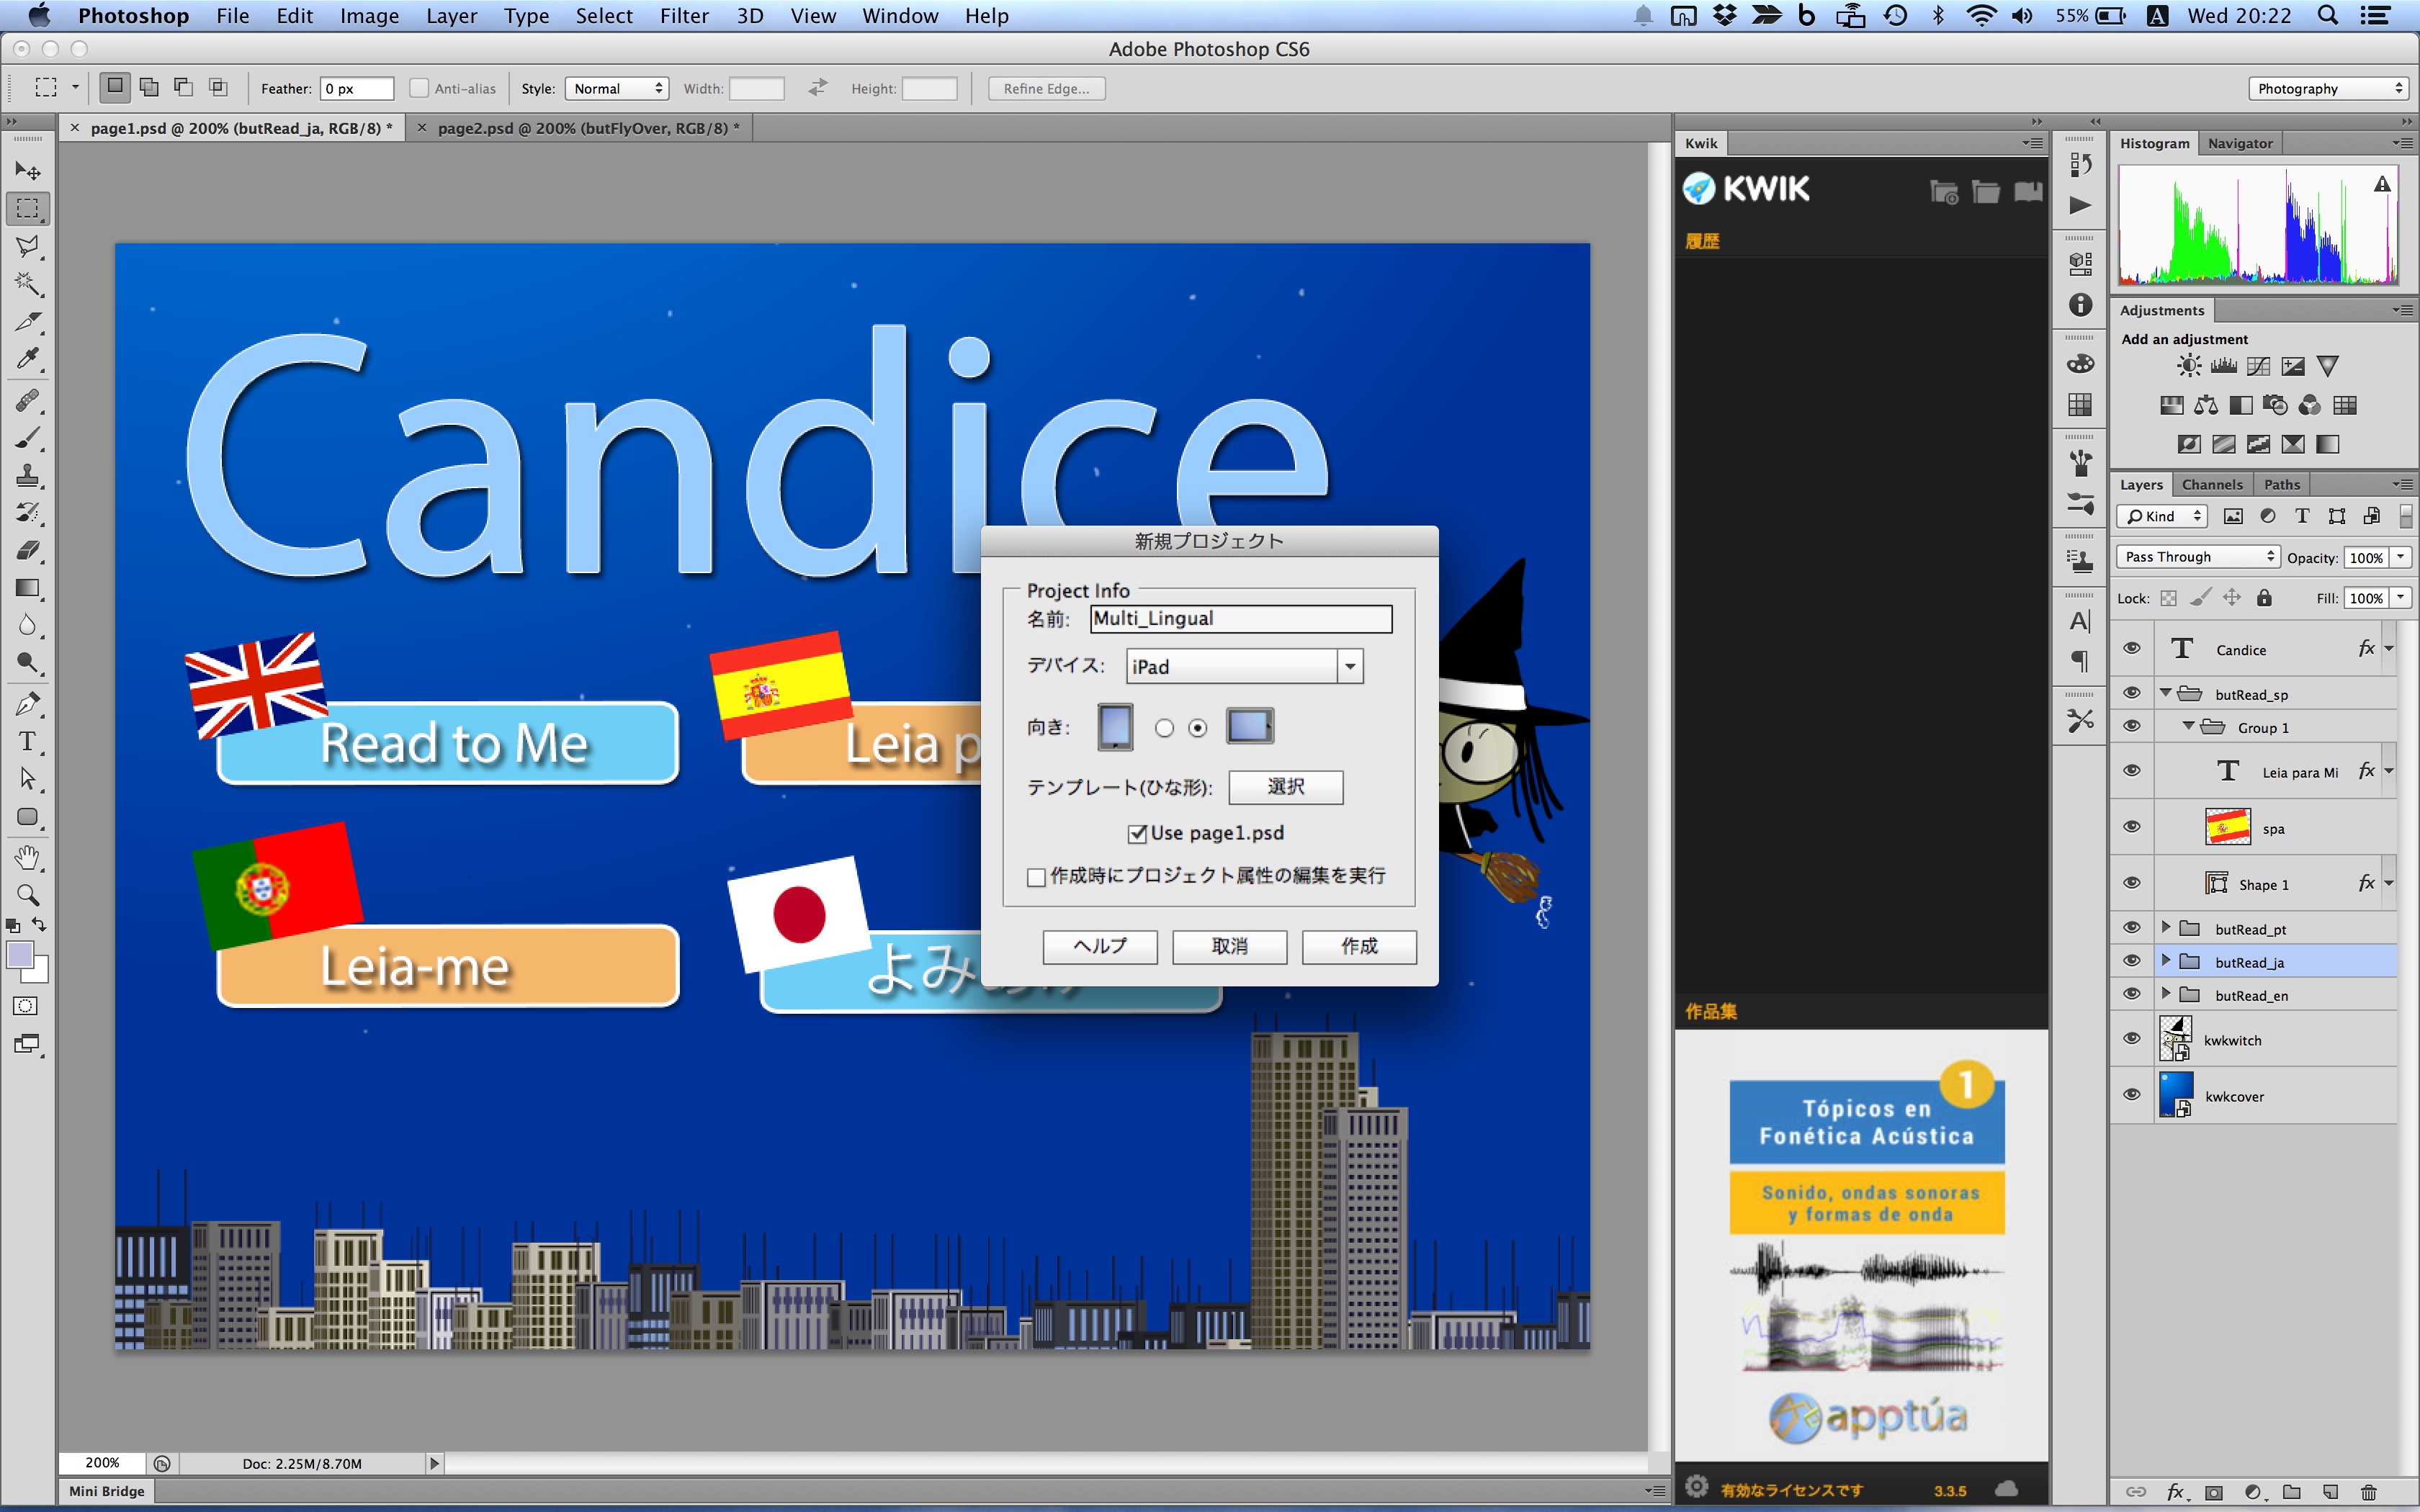 Photoshop File Edit Image Layer Type Select Filter 3D View Window Help 55% A Wed 20:22
Adobe Photoshop CS6
Feather: 0 px Anti-alias Style: Normal Width: Height: Refine Edge... Photography
page1.psd @ 200% (butRead_ja, RGB/8) * page2.psd @ 200% (butFlyOver, RGB/8) *
Candice
Read to Me
Leia p
Leia-me
新規プロジェクト
Project Info
名前: Multi_Lingual
デバイス: iPad
向き:
テンプレート(ひな形): 選択
Use page1.psd
作成時にプロジェクト属性の編集を実行
ヘルプ 取消 作成
200% Doc: 2.25M/8.70M
Mini Bridge
Kwik
KWIK
履歴
作品集
1
Tópicos en
Fonética Acústica
Sonido, ondas sonoras
y formas de onda
apptúa
有効なライセンスです 3.3.5
Histogram Navigator
Adjustments
Add an adjustment
Layers Channels Paths
Kind
Pass Through Opacity: 100%
Lock: Fill: 100%
Candice fx
butRead_sp
Group 1
Leia para Mi fx
spa
Shape 1 fx
butRead_pt
butRead_ja
butRead_en
kwkwitch
kwkcover